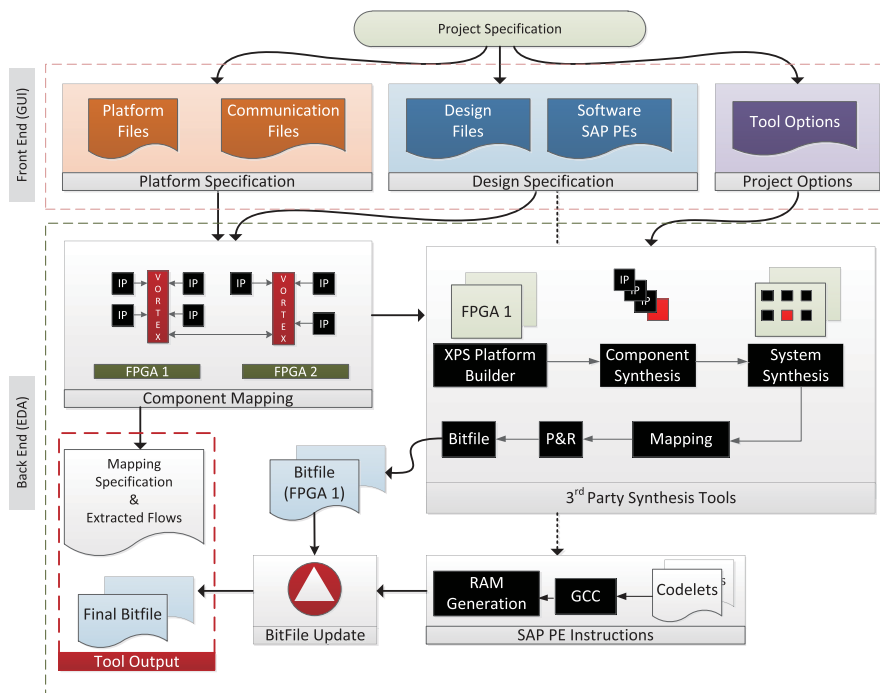 Project Specification
Front End (GUI)
Platform
Files
Communication
Files
Platform Specification
Design
Files
Software
SAP PEs
Design Specification
Tool Options
Project Options
Back End (EDA)
IP
IP
IP
IP
VORTEX
IP
IP
IP
VORTEX
FPGA 1
FPGA 2
Component Mapping
FPGA 1
IP
IP
IP
XPS Platform
Builder
Component
Synthesis
System
Synthesis
Bitfile
P&R
Mapping
3rd Party Synthesis Tools
Mapping
Specification
&
Extracted Flows
Bitfile
(FPGA 1)
Final Bitfile
Tool Output
BitFile Update
RAM
Generation
GCC
Codelets
s
SAP PE Instructions